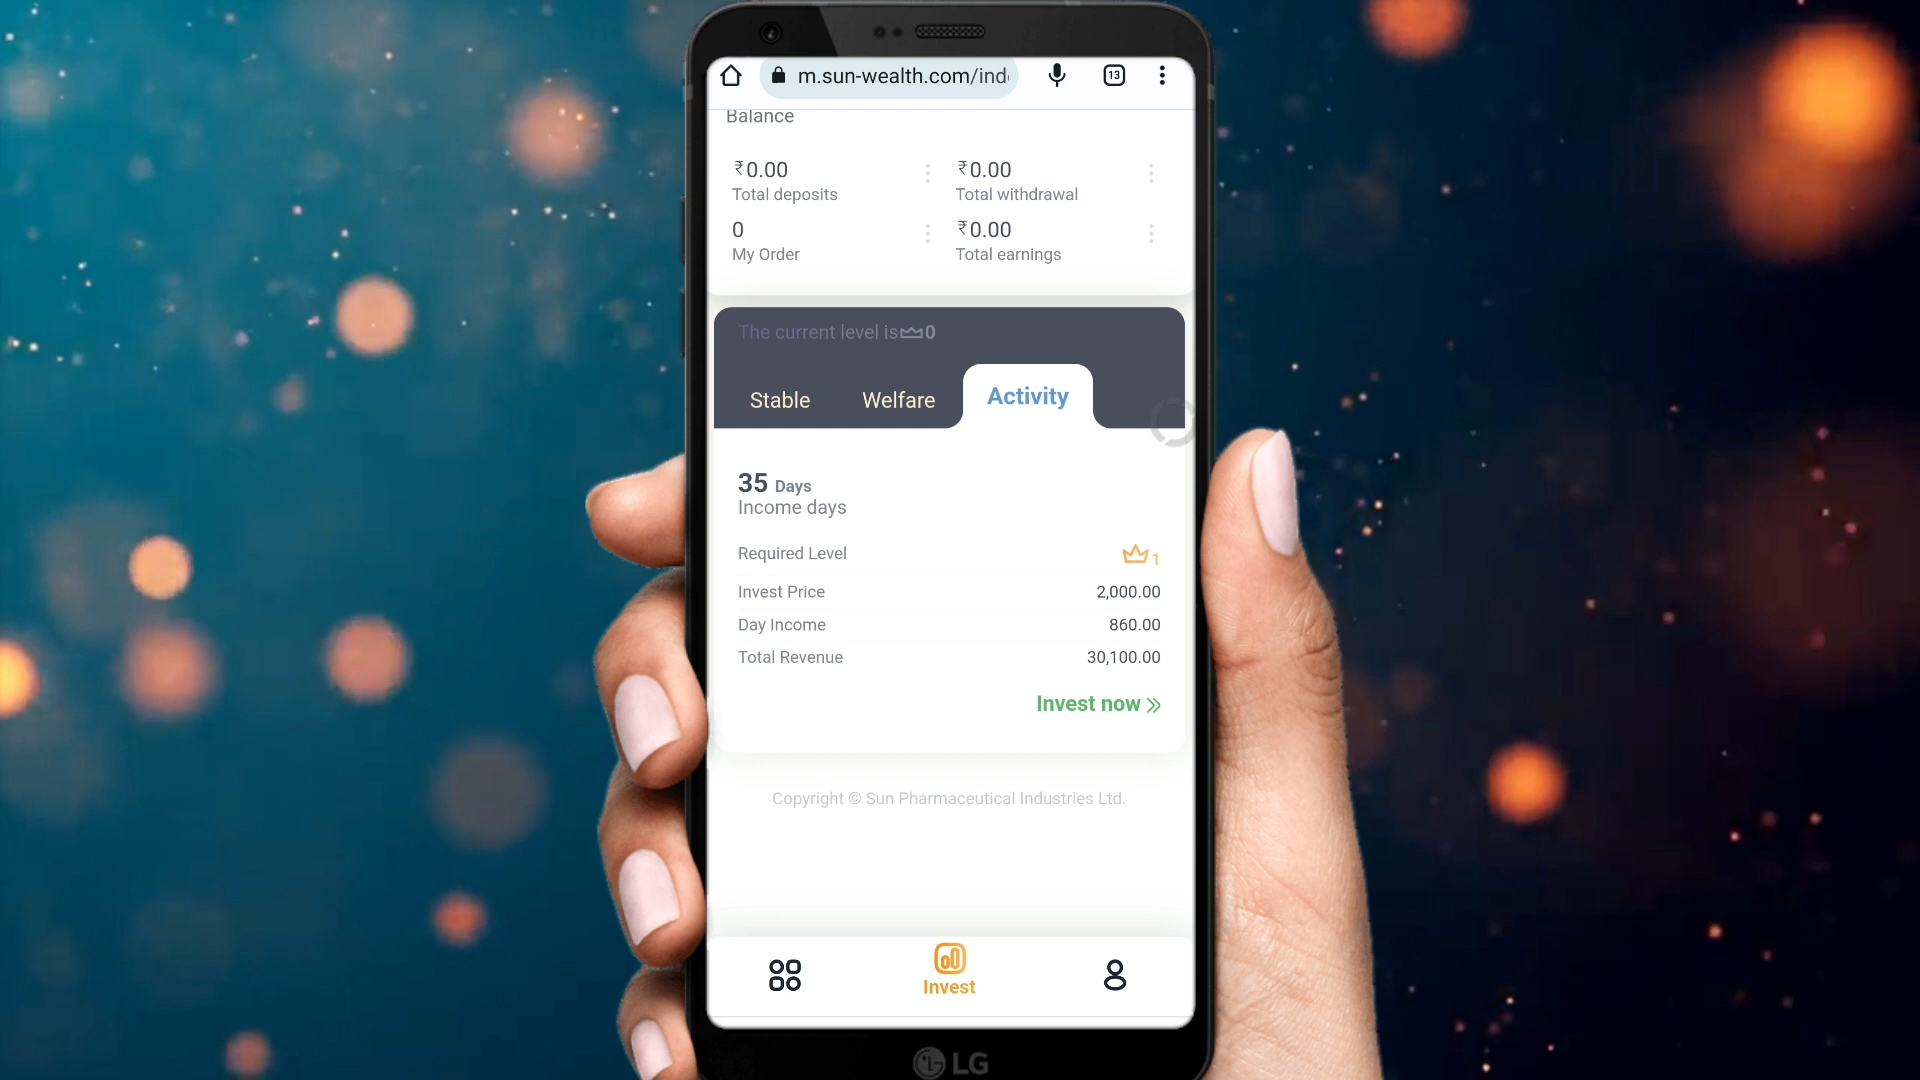 m.sun-wealth.com/ind
13
Balance
₹0.00
Total deposits
₹0.00
Total withdrawal
0
My Order
₹0.00
Total earnings
The current level is 0
Stable
Welfare
Activity
35 Days
Income days
Required Level 1
Invest Price 2,000.00
Day Income 860.00
Total Revenue 30,100.00
Invest now
Copyright © Sun Pharmaceutical Industries Ltd.
Invest
LG